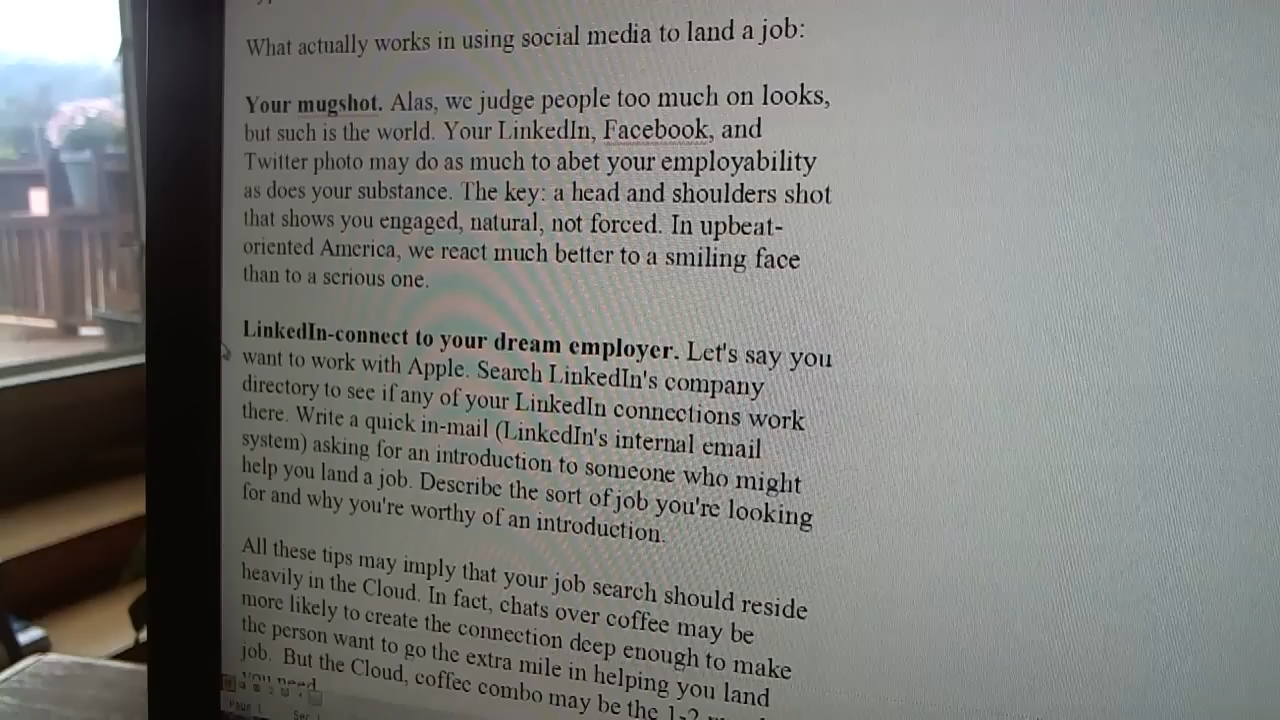 What actually works in using social media to land a job:
Your mugshot. Alas, we judge people too much on looks,
but such is the world. Your LinkedIn, Facebook, and
Twitter photo may do as much to abet your employability
as does your substance. The key: a head and shoulders shot
that shows you engaged, natural, not forced. In upbeat-
oriented America, we react much better to a smiling face
than to a serious one.
LinkedIn-connect to your dream employer. Let's say you
want to work with Apple. Search LinkedIn's company
directory to see if any of your LinkedIn connections work
there. Write a quick in-mail (LinkedIn's internal email
system) asking for an introduction to someone who might
help you land a job. Describe the sort of job you're looking
for and why you're worthy of an introduction.
All these tips may imply that your job search should reside
heavily in the Cloud. In fact, chats over coffee may be
more likely to create the connection deep enough to make
the person want to go the extra mile in helping you land
job. But the Cloud, coffee combo may be the 1-2
you need
Page 1 Sec 1